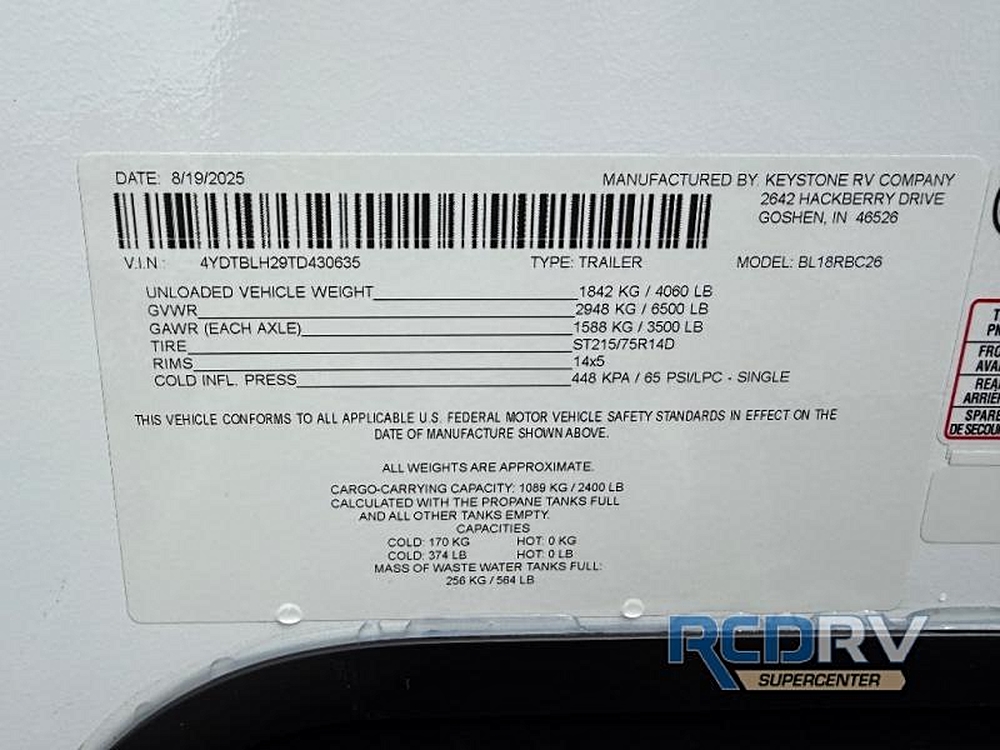 DATE: 8/19/2025
MANUFACTURED BY: KEYSTONE RV COMPANY
2642 HACKBERRY DRIVE
GOSHEN, IN 46526
V.I.N : 4YDTBLH29TD430635 TYPE: TRAILER MODEL: BL18RBC26
UNLOADED VEHICLE WEIGHT 1842 KG / 4060 LB
GVWR 2948 KG / 6500 LB
GAWR (EACH AXLE) 1588 KG / 3500 LB
TIRE ST215/75R14D
RIMS 14x5
COLD INFL. PRESS 448 KPA / 65 PSI/LPC - SINGLE
THIS VEHICLE CONFORMS TO ALL APPLICABLE U.S. FEDERAL MOTOR VEHICLE SAFETY STANDARDS IN EFFECT ON THE
DATE OF MANUFACTURE SHOWN ABOVE.
ALL WEIGHTS ARE APPROXIMATE.
CARGO-CARRYING CAPACITY: 1089 KG / 2400 LB
CALCULATED WITH THE PROPANE TANKS FULL
AND ALL OTHER TANKS EMPTY.
CAPACITIES
COLD: 170 KG HOT: 0 KG
COLD: 374 LB HOT: 0 LB
MASS OF WASTE WATER TANKS FULL:
256 KG / 564 LB
SPARE
RCDRV
SUPERCENTER